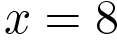 x = 8